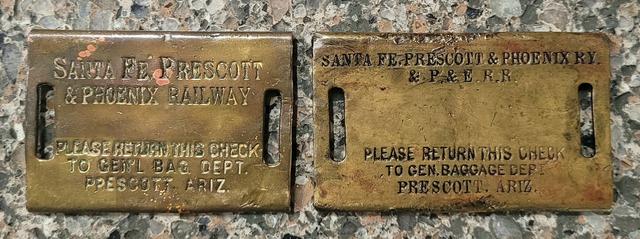 SANTA FE, PRESCOTT
& PHOENIX RAILWAY
PLEASE RETURN THIS CHECK
TO GEN'L BAG. DEPT.
PRESCOTT, ARIZ.
SANTA FE, PRESCOTT & PHOENIX RY.
& P. & E. R. R.
PLEASE RETURN THIS CHECK
TO GEN. BAGGAGE DEPT
PRESCOTT. ARIZ.